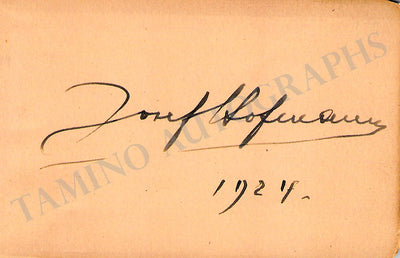 Josef Hofmann
1924.
TAMINO AUTOGRAPHS